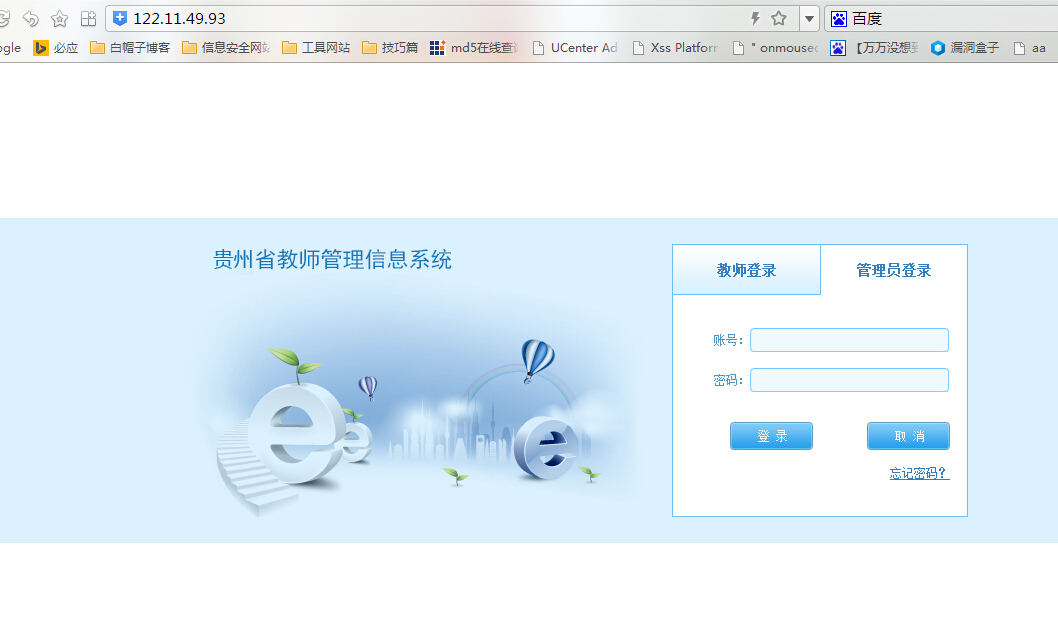 122.11.49.93
百度
ogle 必应 白帽子博客 信息安全网 工具网站 技巧篇 md5在线查 UCenter Ad Xss Platfor " onmouse 【万万没想 漏洞盒子 aa
贵州省教师管理信息系统
教师登录 管理员登录
账号：
密码：
登 录 取 消
忘记密码？